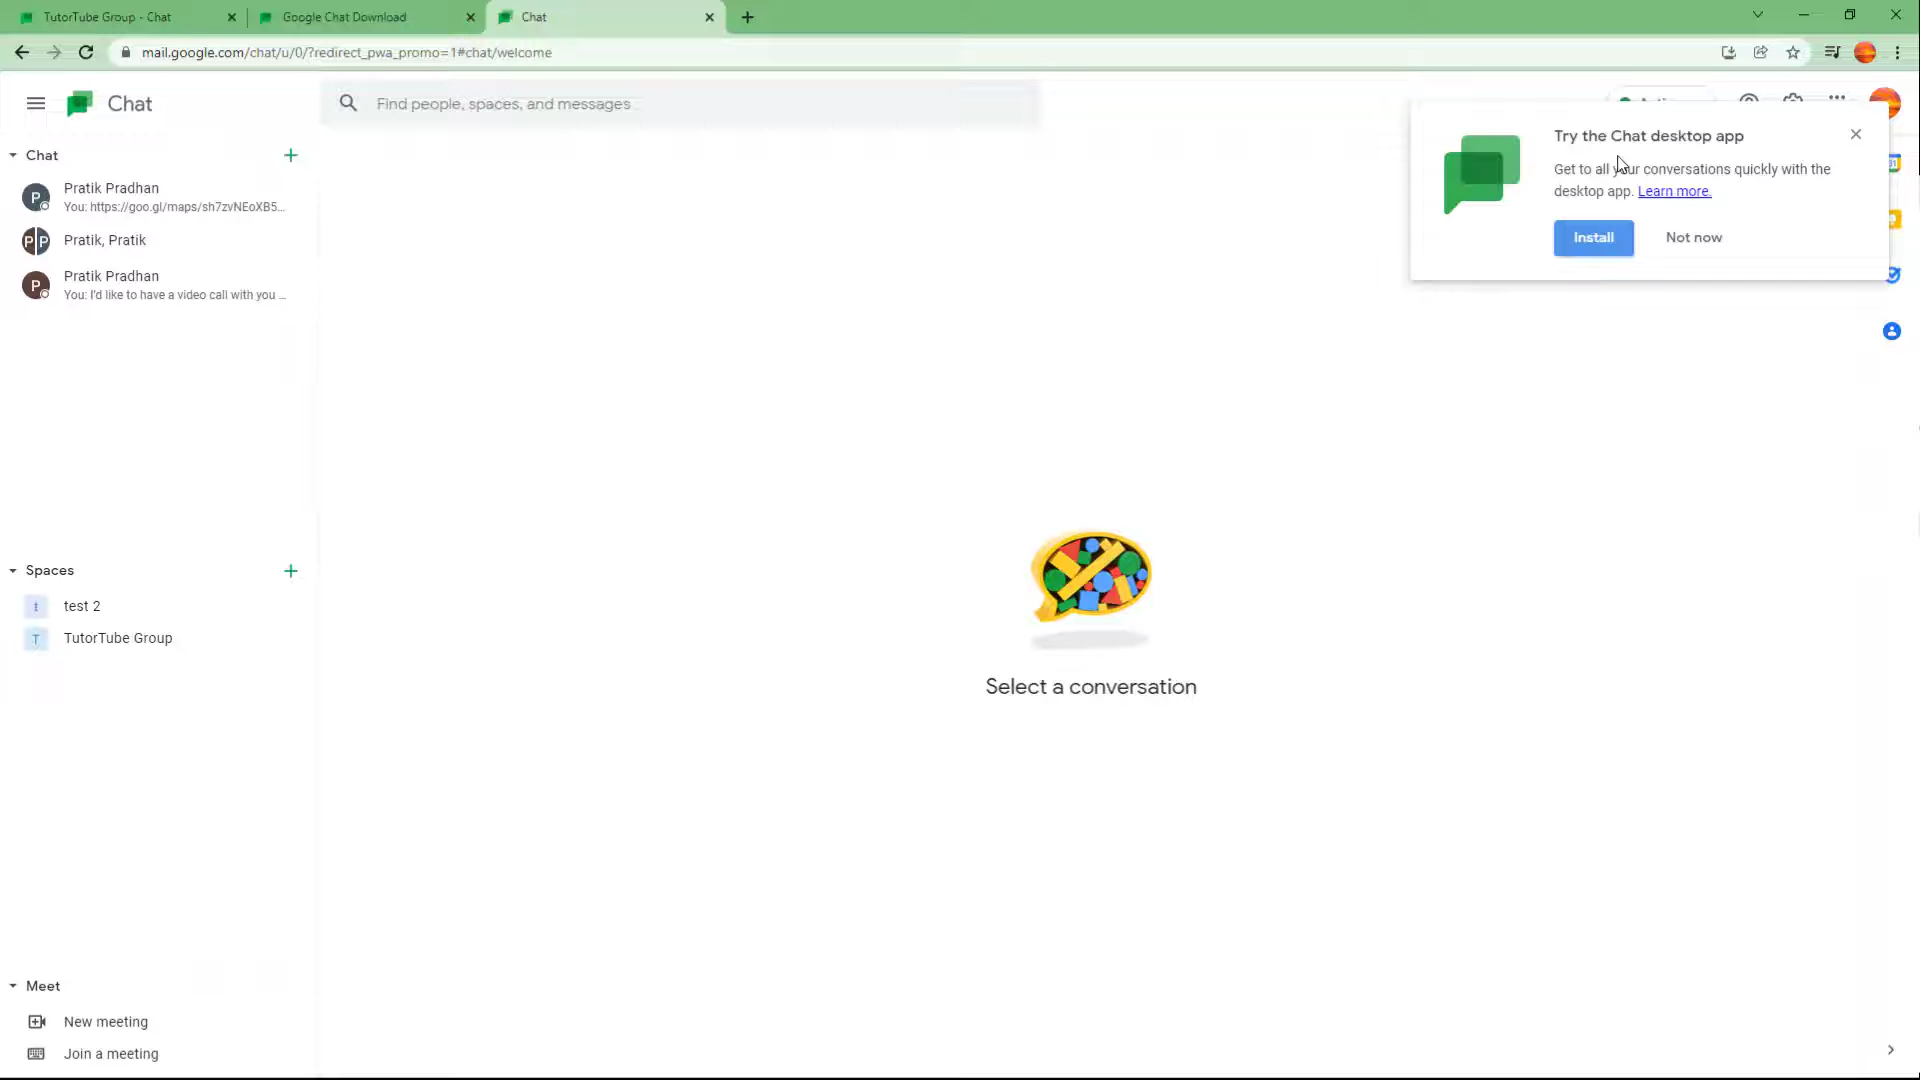 TutorTube Group - Chat
Google Chat Download
Chat
mail.google.com/chat/u/0/?redirect_pwa_promo=1#chat/welcome
Chat
Find people, spaces, and messages
Try the Chat desktop app
Get to all your conversations quickly with the
desktop app. Learn more.
Install
Not now
Chat
P
Pratik Pradhan
You: https://goo.gl/maps/sh7zvNEoXB5...
P P
Pratik, Pratik
P
Pratik Pradhan
You: I'd like to have a video call with you ...
Spaces
t
test 2
T
TutorTube Group
Select a conversation
Meet
New meeting
Join a meeting